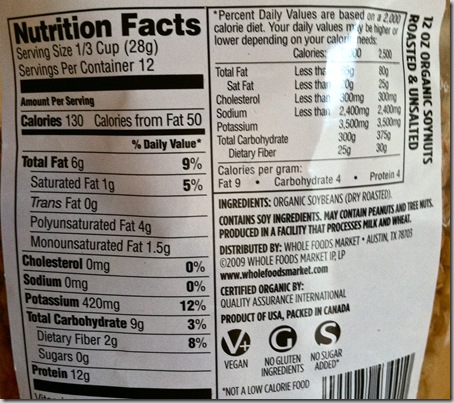 Nutrition Facts
Serving Size 1/3 Cup (28g)
Servings Per Container 12
Amount Per Serving
Calories 130 Calories from Fat 50
% Daily Value*
Total Fat 6g 9%
Saturated Fat 1g 5%
Trans Fat 0g
Polyunsaturated Fat 4g
Monounsaturated Fat 1.5g
Cholesterol 0mg 0%
Sodium 0mg 0%
Potassium 420mg 12%
Total Carbohydrate 9g 3%
Dietary Fiber 2g 8%
Sugars 0g
Protein 12g
*Percent Daily Values are based on a 2,000
calorie diet. Your daily values may be higher or
lower depending on your calorie needs:
Calories: 2,500
Total Fat Less than 80g
Sat Fat Less than 25g
Cholesterol Less than 300mg 300mg
Sodium Less than 2,400mg 2,400mg
Potassium 3,500mg 3,500mg
Total Carbohydrate 300g 375g
Dietary Fiber 25g 30g
Calories per gram:
Fat 9 • Carbohydrate 4 • Protein 4
INGREDIENTS: ORGANIC SOYBEANS (DRY ROASTED).
CONTAINS SOY INGREDIENTS. MAY CONTAIN PEANUTS AND TREE NUTS.
PRODUCED IN A FACILITY THAT PROCESSES MILK AND WHEAT.
DISTRIBUTED BY: WHOLE FOODS MARKET • AUSTIN, TX 78703
©2009 WHOLE FOODS MARKET IP, LP
www.wholefoodsmarket.com
CERTIFIED ORGANIC BY:
QUALITY ASSURANCE INTERNATIONAL
PRODUCT OF USA, PACKED IN CANADA
V+ G S
VEGAN
NO GLUTEN
INGREDIENTS
NO SUGAR
ADDED*
*NOT A LOW CALORIE FOOD
12 OZ ORGANIC SOYNUTS
ROASTED & UNSALTED